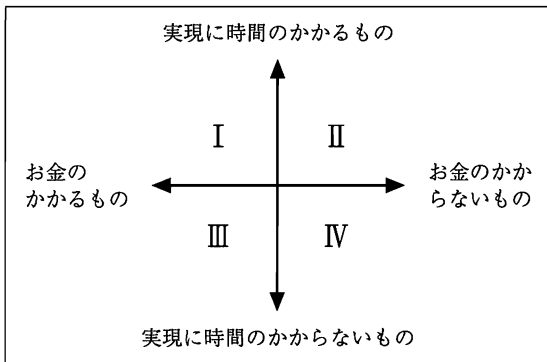 実現に時間のかかるもの
Ⅰ
Ⅱ
お金の
かかるもの
お金のかか
らないもの
Ⅲ
Ⅳ
実現に時間のかからないもの